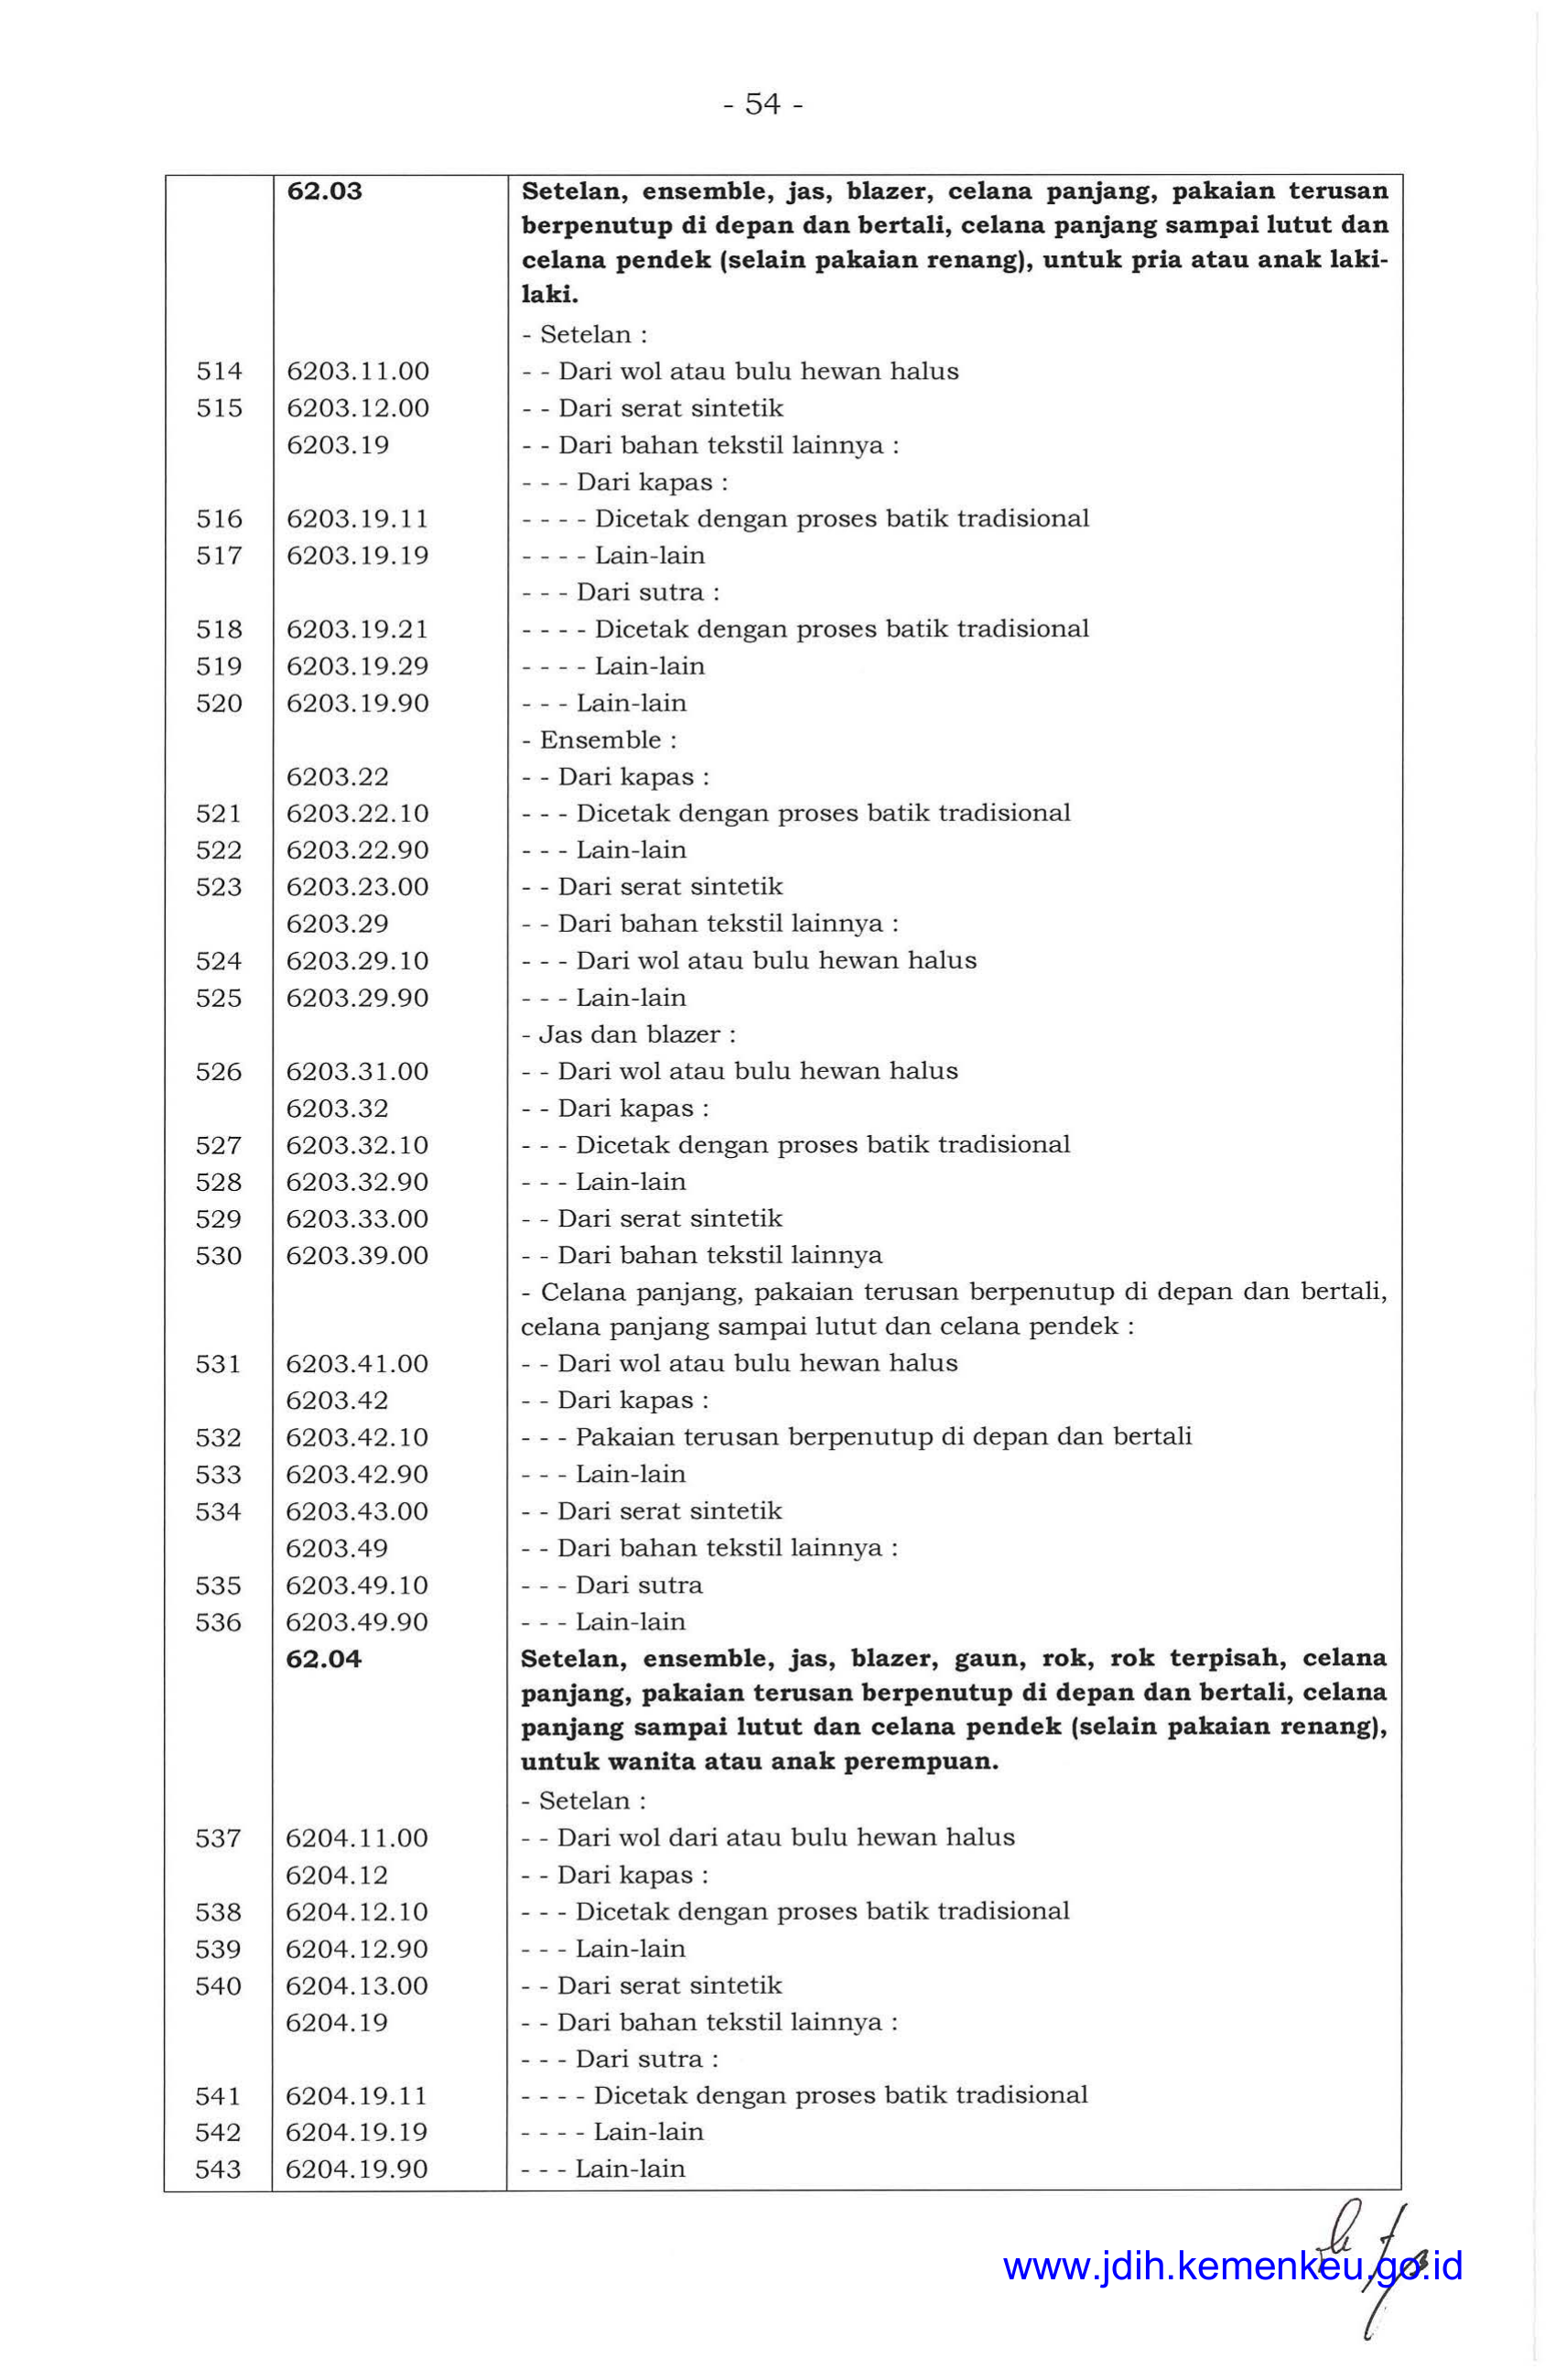 - 54 -
62.03 Setelan, ensemble, jas, blazer, celana panjang, pakaian terusan
berpenutup di depan dan bertali, celana panjang sampai lutut dan
celana pendek (selain pakaian renang), untuk pria atau anak laki-
laki.
- Setelan :
514 6203.11.00 - - Dari wol atau bulu hewan halus
515 6203.12.00 - - Dari serat sintetik
6203.19 - - Dari bahan tekstil lainnya :
- - - Dari kapas :
516 6203.19.11 - - - - Dicetak dengan proses batik tradisional
517 6203.19.19 - - - - Lain-lain
- - - Dari sutra :
518 6203.19.21 - - - - Dicetak dengan proses batik tradisional
519 6203.19.29 - - - - Lain-lain
520 6203.19.90 - - - Lain-lain
- Ensemble :
6203.22 - - Dari kapas :
521 6203.22.10 - - - Dicetak dengan proses batik tradisional
522 6203.22.90 - - - Lain-lain
523 6203.23.00 - - Dari serat sintetik
6203.29 - - Dari bahan tekstil lainnya :
524 6203.29.10 - - - Dari wol atau bulu hewan halus
525 6203.29.90 - - - Lain-lain
- Jas dan blazer :
526 6203.31.00 - - Dari wol atau bulu hewan halus
6203.32 - - Dari kapas :
527 6203.32.10 - - - Dicetak dengan proses batik tradisional
528 6203.32.90 - - - Lain-lain
529 6203.33.00 - - Dari serat sintetik
530 6203.39.00 - - Dari bahan tekstil lainnya
- Celana panjang, pakaian terusan berpenutup di depan dan bertali,
celana panjang sampai lutut dan celana pendek :
531 6203.41.00 - - Dari wol atau bulu hewan halus
6203.42 - - Dari kapas :
532 6203.42.10 - - - Pakaian terusan berpenutup di depan dan bertali
533 6203.42.90 - - - Lain-lain
534 6203.43.00 - - Dari serat sintetik
6203.49 - - Dari bahan tekstil lainnya :
535 6203.49.10 - - - Dari sutra
536 6203.49.90 - - - Lain-lain
62.04 Setelan, ensemble, jas, blazer, gaun, rok, rok terpisah, celana
panjang, pakaian terusan berpenutup di depan dan bertali, celana
panjang sampai lutut dan celana pendek (selain pakaian renang),
untuk wanita atau anak perempuan.
- Setelan :
537 6204.11.00 - - Dari wol dari atau bulu hewan halus
6204.12 - - Dari kapas :
538 6204.12.10 - - - Dicetak dengan proses batik tradisional
539 6204.12.90 - - - Lain-lain
540 6204.13.00 - - Dari serat sintetik
6204.19 - - Dari bahan tekstil lainnya :
- - - Dari sutra :
541 6204.19.11 - - - - Dicetak dengan proses batik tradisional
542 6204.19.19 - - - - Lain-lain
543 6204.19.90 - - - Lain-lain
www.jdih.kemenkeu.go.id